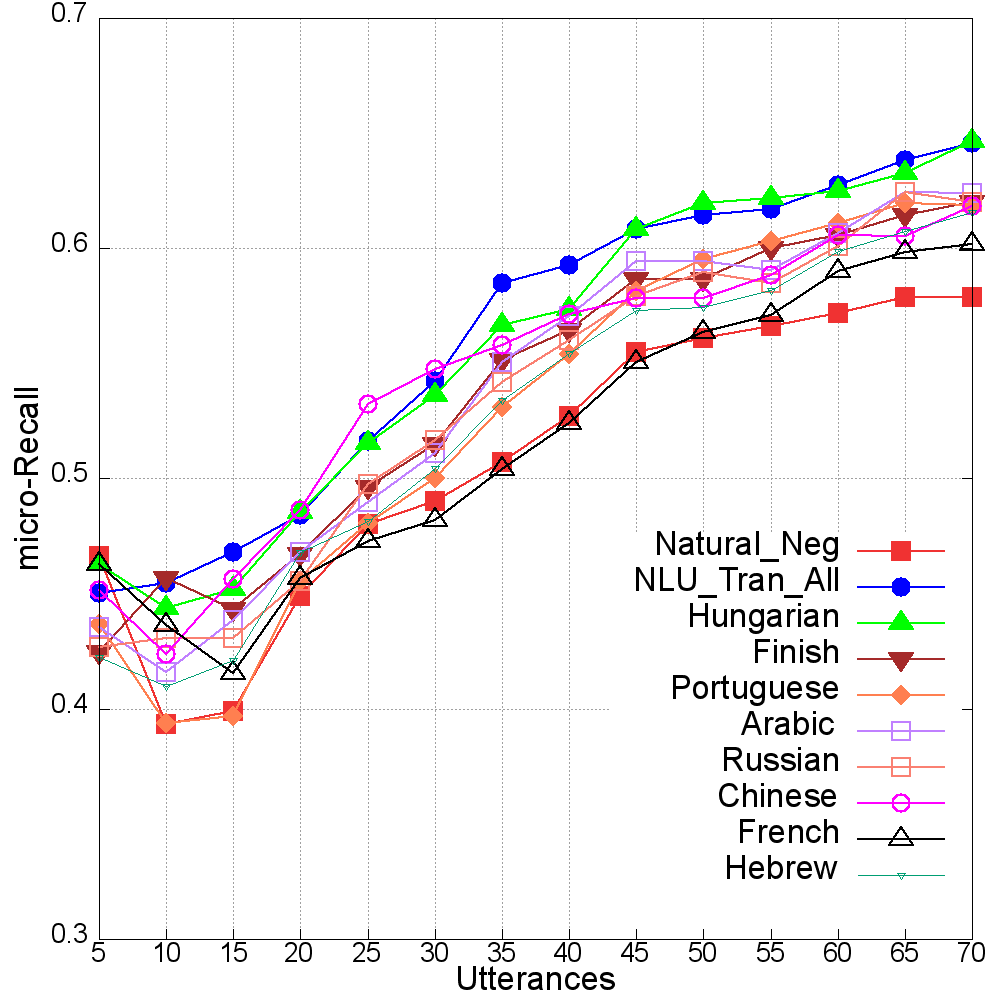 0.7
0.6
0.5
0.4
0.3
micro-Recall
Natural_Neg
NLU_Tran_All
Hungarian
Finish
Portuguese
Arabic
Russian
Chinese
French
Hebrew
5 10 15 20 25 30 35 40 45 50 55 60 65 70
Utterances